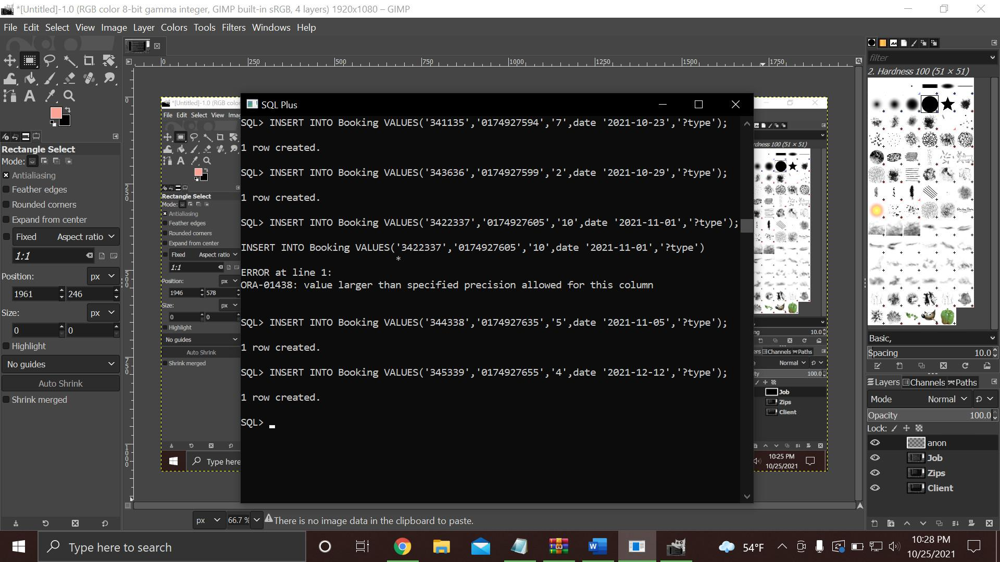 *[Untitled]-1.0 (RGB color 8-bit gamma integer, GIMP built-in sRGB, 4 layers) 1920x1080 – GIMP
File Edit Select View Image Layer Colors Tools Filters Windows Help
0 250 500 750 1000 1250 1500 1750
filter
2. Hardness 100 (51 × 51)
Rectangle Select
Mode:
Antialiasing
Feather edges
Rounded corners
Expand from center
Fixed Aspect ratio
1:1
Position: px
1961 246
Size: px
0 0
Highlight
No guides
Auto Shrink
Shrink merged
0
250
500
750
1000
*[Untitled]-1.0 (RGB co
File Edit Select View Imag
Rectangle Select
Mode:
Antialiasing
Feather edges
Rounded corners
Expand from center
Fixed Aspect ratio
1:1
Position: px
1946 578
Size: px
0 0
Highlight
No guides
Auto Shrink
Shrink merged
Type here
SQL Plus
SQL> INSERT INTO Booking VALUES('341135','0174927594','7',date '2021-10-23','?type');
1 row created.
SQL> INSERT INTO Booking VALUES('343636','0174927599','2',date '2021-10-29','?type');
1 row created.
SQL> INSERT INTO Booking VALUES('3422337','0174927605','10',date '2021-11-01','?type');
INSERT INTO Booking VALUES('3422337','0174927605','10',date '2021-11-01','?type')
*
ERROR at line 1:
ORA-01438: value larger than specified precision allowed for this column
SQL> INSERT INTO Booking VALUES('344338','0174927635','5',date '2021-11-05','?type');
1 row created.
SQL> INSERT INTO Booking VALUES('345339','0174927655','4',date '2021-12-12','?type');
1 row created.
SQL>
rdness 100 (51 × 51)
ng 10.0
ers Channels Paths
e Normal
ty 100.0
Job
Zips
Client
10:25 PM
10/25/2021
Basic,
Spacing 10.0
Layers Channels Paths
Mode Normal
Opacity 100.0
Lock:
anon
Job
Zips
Client
px 66.7 % There is no image data in the clipboard to paste.
Type here to search
54°F
10:28 PM
10/25/2021